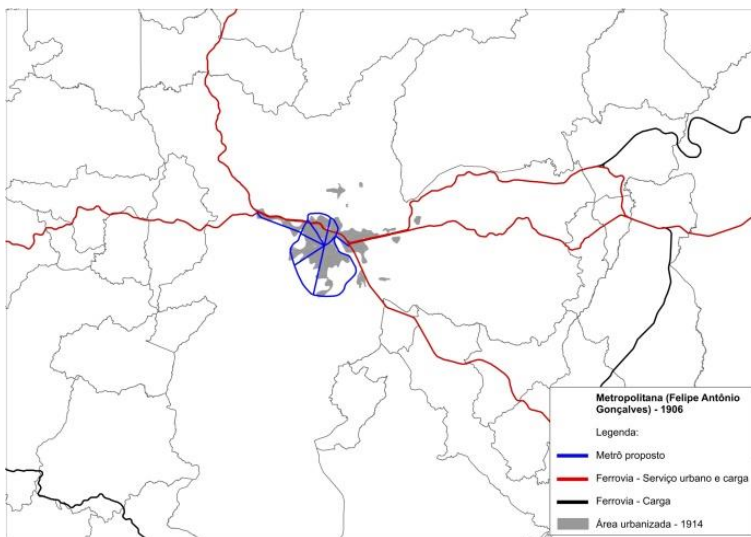 Metropolitana (Felipe Antônio
Gonçalves) - 1906
Legenda:
Metrô proposto
Ferrovia - Serviço urbano e carga
Ferrovia - Carga
Área urbanizada - 1914